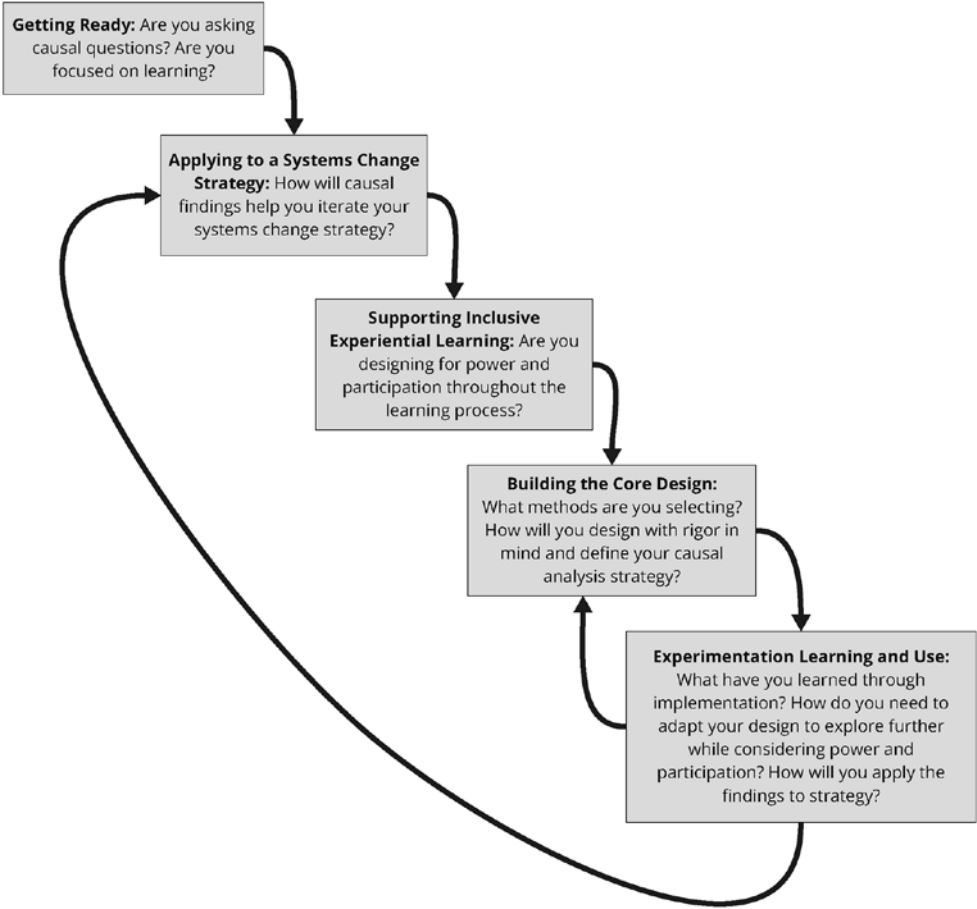 Getting Ready: Are you asking
causal questions? Are you
focused on learning?
Applying to a Systems Change
Strategy: How will causal
findings help you iterate your
systems change strategy?
Supporting Inclusive
Experiential Learning: Are you
designing for power and
participation throughout the
learning process?
Building the Core Design:
What methods are you selecting?
How will you design with rigor in
mind and define your causal
analysis strategy?
Experimentation Learning and Use:
What have you learned through
implementation? How do you need to
adapt your design to explore further
while considering power and
participation? How will you apply the
findings to strategy?